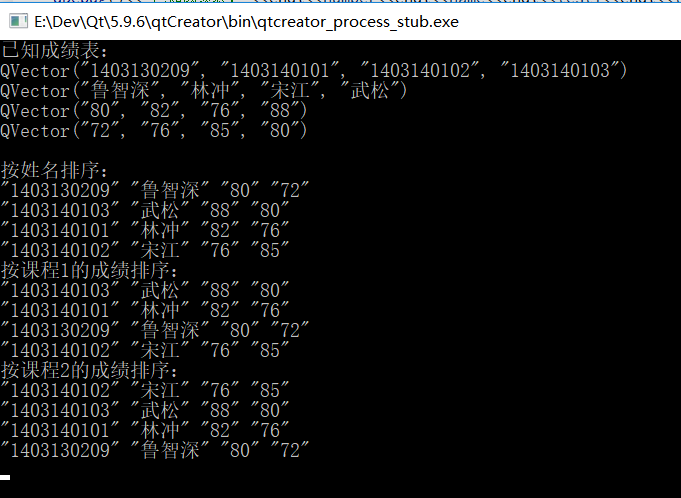 E:\Dev\Qt\5.9.6\qtCreator\bin\qtcreator_process_stub.exe
已知成绩表：
QVector("1403130209", "1403140101", "1403140102", "1403140103")
QVector("鲁智深", "林冲", "宋江", "武松")
QVector("80", "82", "76", "88")
QVector("72", "76", "85", "80")
按姓名排序：
"1403130209" "鲁智深" "80" "72"
"1403140103" "武松" "88" "80"
"1403140101" "林冲" "82" "76"
"1403140102" "宋江" "76" "85"
按课程1的成绩排序：
"1403140103" "武松" "88" "80"
"1403140101" "林冲" "82" "76"
"1403130209" "鲁智深" "80" "72"
"1403140102" "宋江" "76" "85"
按课程2的成绩排序：
"1403140102" "宋江" "76" "85"
"1403140103" "武松" "88" "80"
"1403140101" "林冲" "82" "76"
"1403130209" "鲁智深" "80" "72"